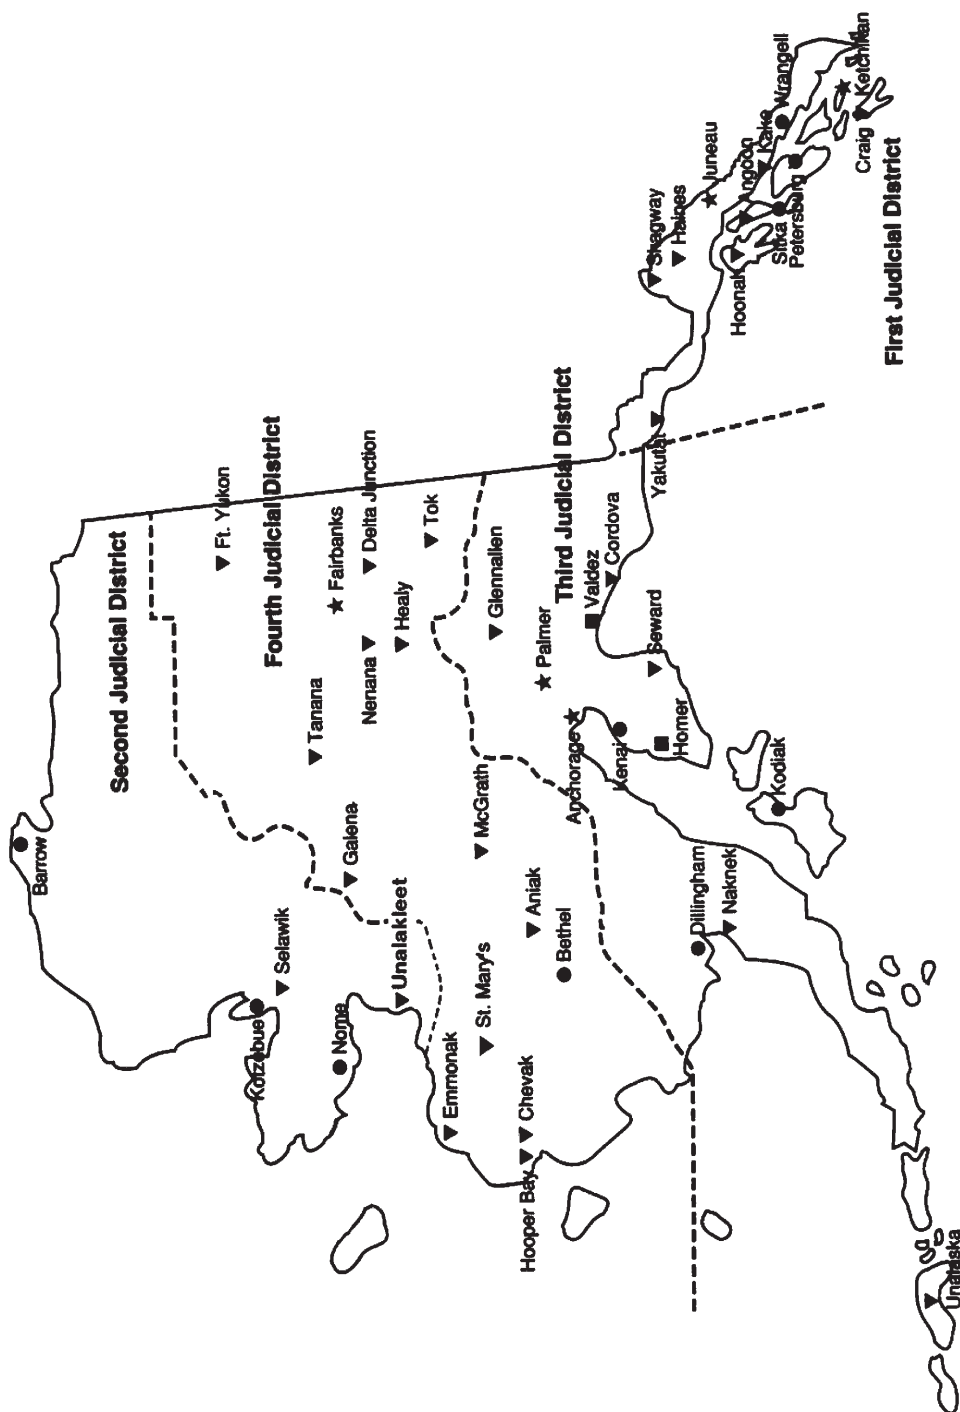 Barrow
Second Judicial District
Kotzebue
Selawik
Nome
Ft. Yukon
Fourth Judicial District
Tanana
Fairbanks
Galena
Nenana
Delta Junction
Unalakleet
Healy
Tok
Emmonak
St. Mary's
McGrath
Glennallen
Hooper Bay
Chevak
Aniak
Bethel
Palmer
Third Judicial District
Anchorage
Valdez
Cordova
Kenai
Seward
Homer
Yakutat
Dillingham
Naknek
Kodiak
Unalaska
Skagway
Haines
Juneau
Hoonah
Angoon
Kake
Sitka
Petersburg
Wrangell
Craig
Ketchikan
First Judicial District